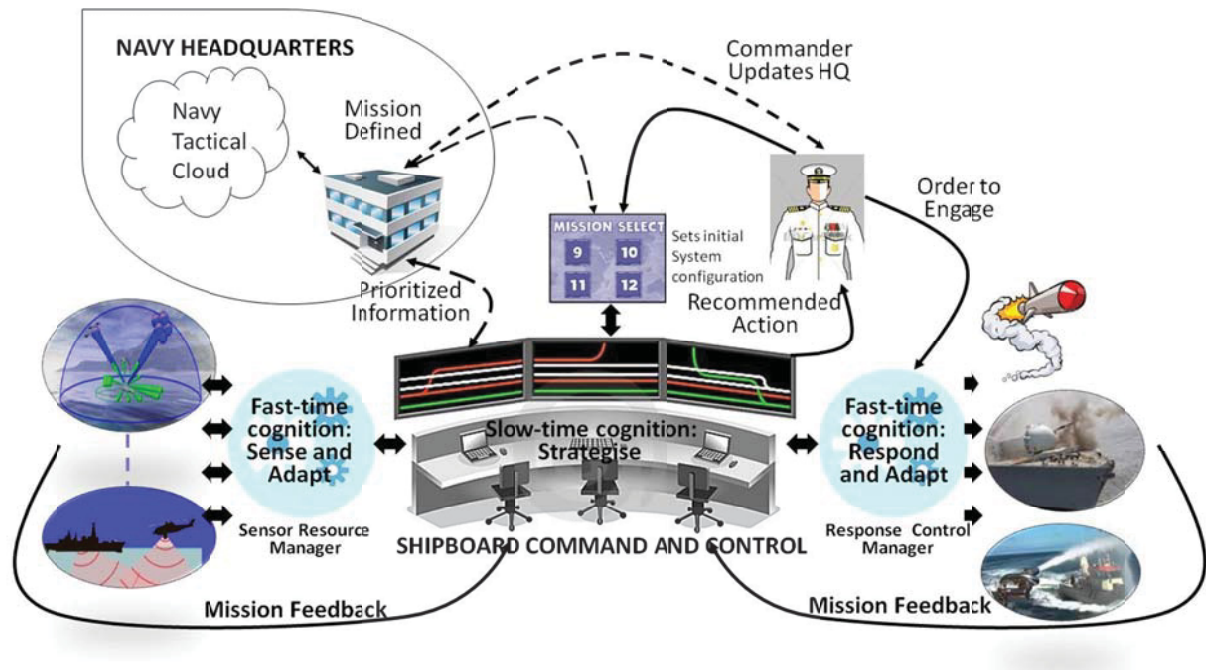 NAVY HEADQUARTERS
Navy
Tactical
Cloud
Mission
Defined
Commander
Updates HQ
Order to
Engage
MISSION SELECT
9
10
11
12
Sets initial
System
configuration
Prioritized
Information
Recommended
Action
Fast-time
cognition:
Sense and
Adapt
Sensor Resource
Manager
Slow-time cognition:
Strategise
SHIPBOARD COMMAND AND CONTROL
Fast-time
cognition:
Respond
and Adapt
Response Control
Manager
Mission Feedback
Mission Feedback